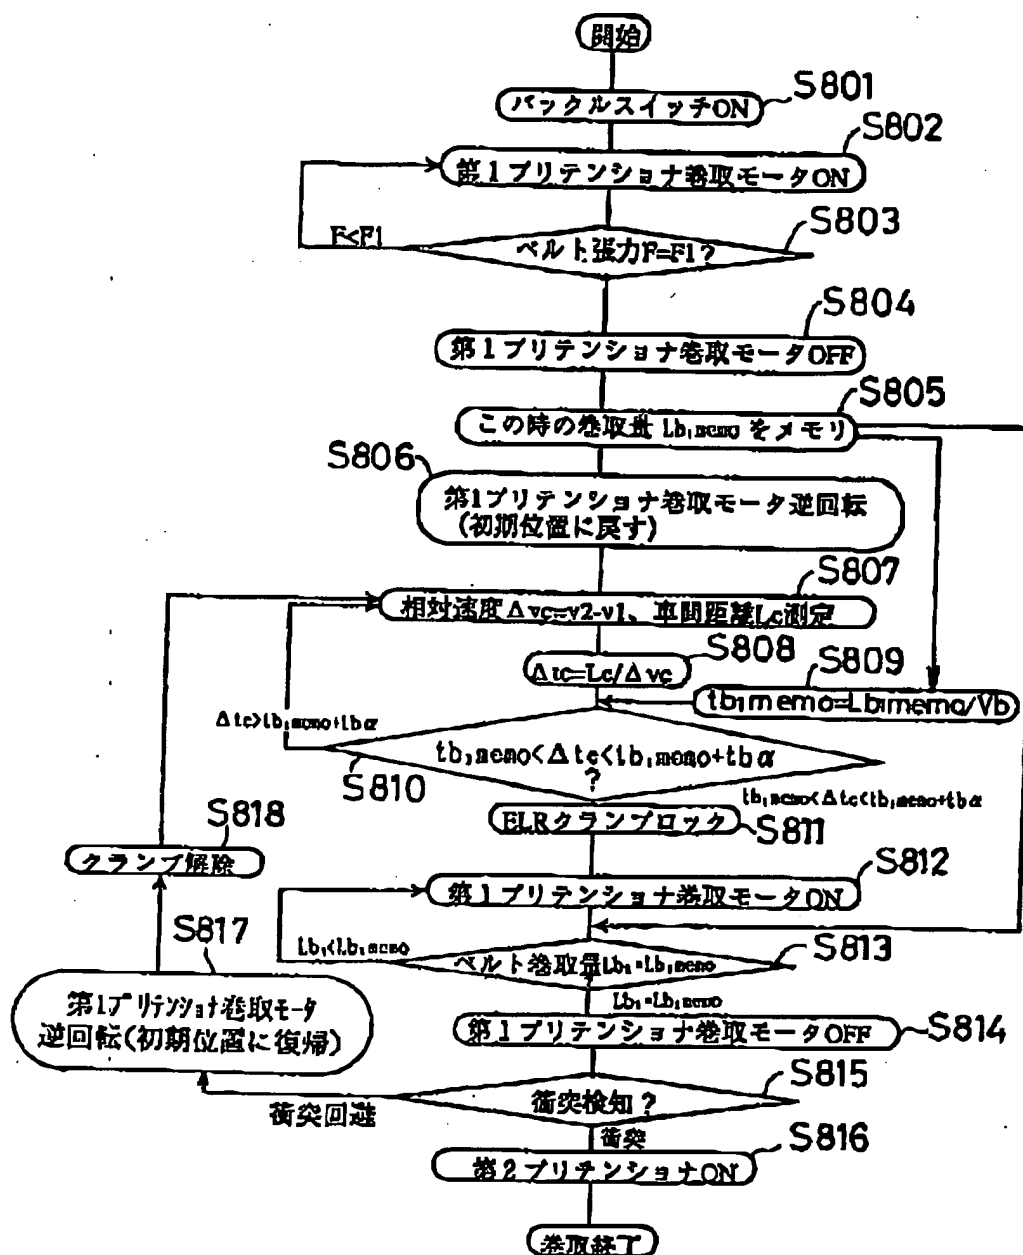 開始
S801
バックルスイッチON
S802
第1プリテンショナ巻取モータON
F<F1
S803
ベルト張力F=F1?
S804
第1プリテンショナ巻取モータOFF
S805
この時の巻取量 Lb₁memo をメモリ
S806
第1プリテンショナ巻取モータ逆回転
(初期位置に戻す)
S807
相対速度Δvc=v2-v1、車間距離Lc測定
S808
Δtc=Lc/Δvc
S809
tb₁memo=Lb₁memo/Vb
Δtc>tb₁memo+tbα
tb₁memo<Δtc<tb₁memo+tbα
?
S810
tb₁memo<Δtc<tb₁memo+tbα
ELRクランプロック
S811
S818
クランプ解除
S812
第1プリテンショナ巻取モータON
Lb₁<Lb₁memo
S813
ベルト巻取量Lb₁=Lb₁memo
Lb₁=Lb₁memo
S817
第1プリテンショナ巻取モータ
逆回転(初期位置に復帰)
第1プリテンショナ巻取モータOFF
S814
S815
衝突検知?
衝突回避
衝突
S816
第2プリテンショナON
巻取終了